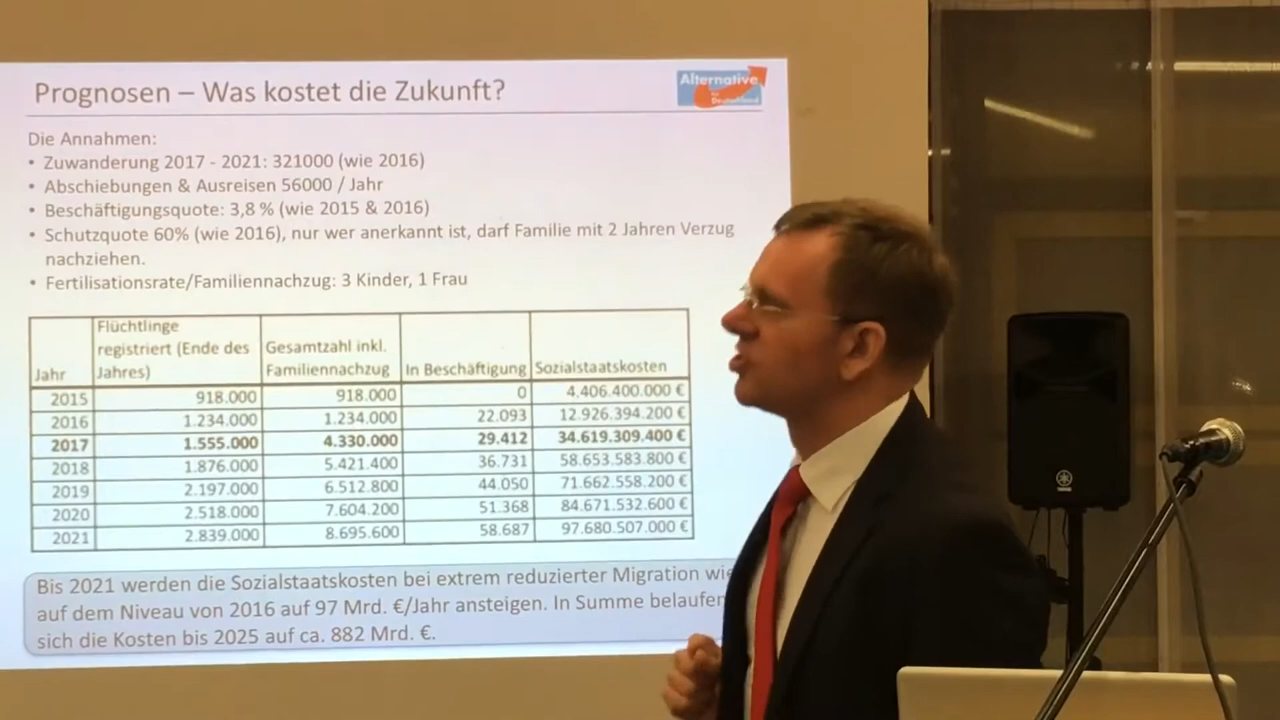 Prognosen – Was kostet die Zukunft?
Alternative
für
Deutschland
Die Annahmen:
• Zuwanderung 2017 - 2021: 321000 (wie 2016)
• Abschiebungen & Ausreisen 56000 / Jahr
• Beschäftigungsquote: 3,8 % (wie 2015 & 2016)
• Schutzquote 60% (wie 2016), nur wer anerkannt ist, darf Familie mit 2 Jahren Verzug
nachziehen.
• Fertilisationsrate/Familiennachzug: 3 Kinder, 1 Frau
Jahr Flüchtlinge registriert (Ende des Jahres) Gesamtzahl inkl. Familiennachzug In Beschäftigung Sozialstaatskosten
2015 918.000 918.000 0 4.406.400.000 €
2016 1.234.000 1.234.000 22.093 12.926.394.200 €
2017 1.555.000 4.330.000 29.412 34.619.309.400 €
2018 1.876.000 5.421.400 36.731 58.653.583.800 €
2019 2.197.000 6.512.800 44.050 71.662.558.200 €
2020 2.518.000 7.604.200 51.368 84.671.532.600 €
2021 2.839.000 8.695.600 58.687 97.680.507.000 €
Bis 2021 werden die Sozialstaatskosten bei extrem reduzierter Migration
auf dem Niveau von 2016 auf 97 Mrd. €/Jahr ansteigen. In Summe belaufen
sich die Kosten bis 2025 auf ca. 882 Mrd. €.